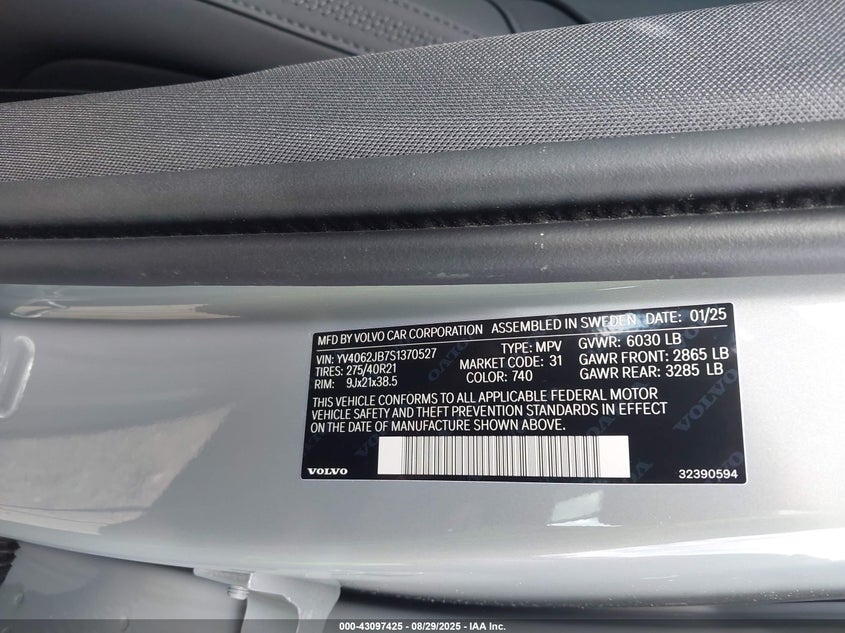 MFD BY VOLVO CAR CORPORATION ASSEMBLED IN SWEDEN DATE: 01/25
VIN: YV4062JB7S1370527 TYPE: MPV GVWR: 6030 LB
TIRES: 275/40R21 MARKET CODE: 31 GAWR FRONT: 2865 LB
RIM: 9Jx21x38.5 COLOR: 740 GAWR REAR: 3285 LB
THIS VEHICLE CONFORMS TO ALL APPLICABLE FEDERAL MOTOR
VEHICLE SAFETY AND THEFT PREVENTION STANDARDS IN EFFECT
ON THE DATE OF MANUFACTURE SHOWN ABOVE.
VOLVO 32390594
000-43097425 - 08/29/2025 - IAA Inc.